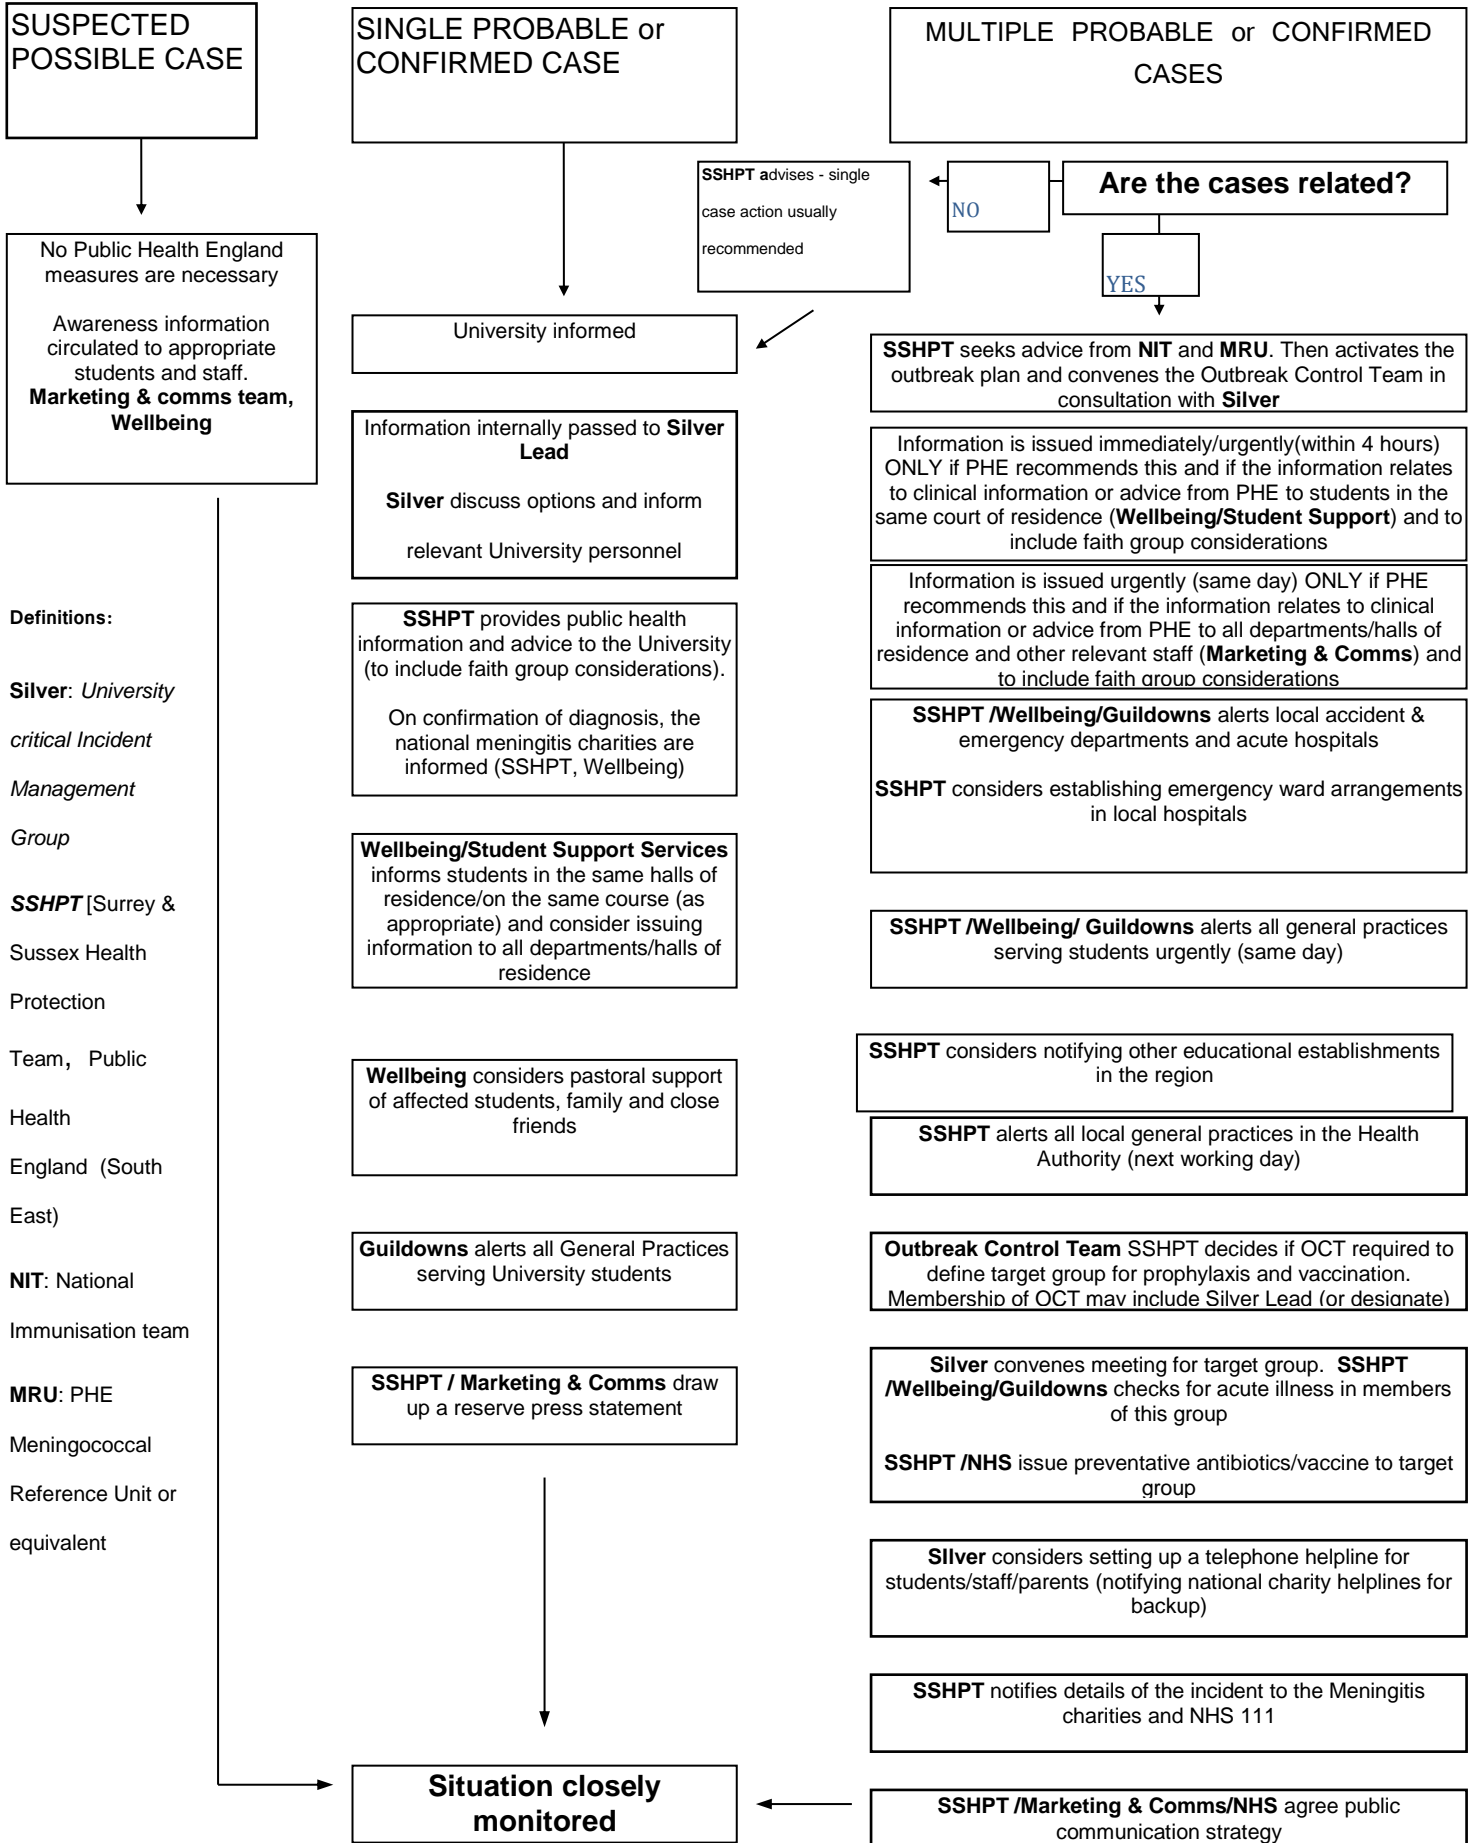 SUSPECTED
POSSIBLE CASE
No Public Health England
measures are necessary
Awareness information
circulated to appropriate
students and staff.
Marketing & comms team,
Wellbeing
Definitions:
Silver: University
critical Incident
Management
Group
SSHPT [Surrey &
Sussex Health
Protection
Team, Public
Health
England (South
East)
NIT: National
Immunisation team
MRU: PHE
Meningococcal
Reference Unit or
equivalent
SINGLE PROBABLE or
CONFIRMED CASE
University informed
Information internally passed to Silver
Lead
Silver discuss options and inform
relevant University personnel
SSHPT provides public health
information and advice to the University
(to include faith group considerations).
On confirmation of diagnosis, the
national meningitis charities are
informed (SSHPT, Wellbeing)
Wellbeing/Student Support Services
informs students in the same halls of
residence/on the same course (as
appropriate) and consider issuing
information to all departments/halls of
residence
Wellbeing considers pastoral support
of affected students, family and close
friends
Guildowns alerts all General Practices
serving University students
SSHPT / Marketing & Comms draw
up a reserve press statement
Situation closely
monitored
MULTIPLE PROBABLE or CONFIRMED
CASES
Are the cases related?
NO
SSHPT advises - single
case action usually
recommended
YES
SSHPT seeks advice from NIT and MRU. Then activates the
outbreak plan and convenes the Outbreak Control Team in
consultation with Silver
Information is issued immediately/urgently(within 4 hours)
ONLY if PHE recommends this and if the information relates
to clinical information or advice from PHE to students in the
same court of residence (Wellbeing/Student Support) and to
include faith group considerations
Information is issued urgently (same day) ONLY if PHE
recommends this and if the information relates to clinical
information or advice from PHE to all departments/halls of
residence and other relevant staff (Marketing & Comms) and
to include faith group considerations
SSHPT /Wellbeing/Guildowns alerts local accident &
emergency departments and acute hospitals
SSHPT considers establishing emergency ward arrangements
in local hospitals
SSHPT /Wellbeing/ Guildowns alerts all general practices
serving students urgently (same day)
SSHPT considers notifying other educational establishments
in the region
SSHPT alerts all local general practices in the Health
Authority (next working day)
Outbreak Control Team SSHPT decides if OCT required to
define target group for prophylaxis and vaccination.
Membership of OCT may include Silver Lead (or designate)
Silver convenes meeting for target group. SSHPT
/Wellbeing/Guildowns checks for acute illness in members
of this group
SSHPT /NHS issue preventative antibiotics/vaccine to target
group
SIlver considers setting up a telephone helpline for
students/staff/parents (notifying national charity helplines for
backup)
SSHPT notifies details of the incident to the Meningitis
charities and NHS 111
SSHPT /Marketing & Comms/NHS agree public
communication strategy